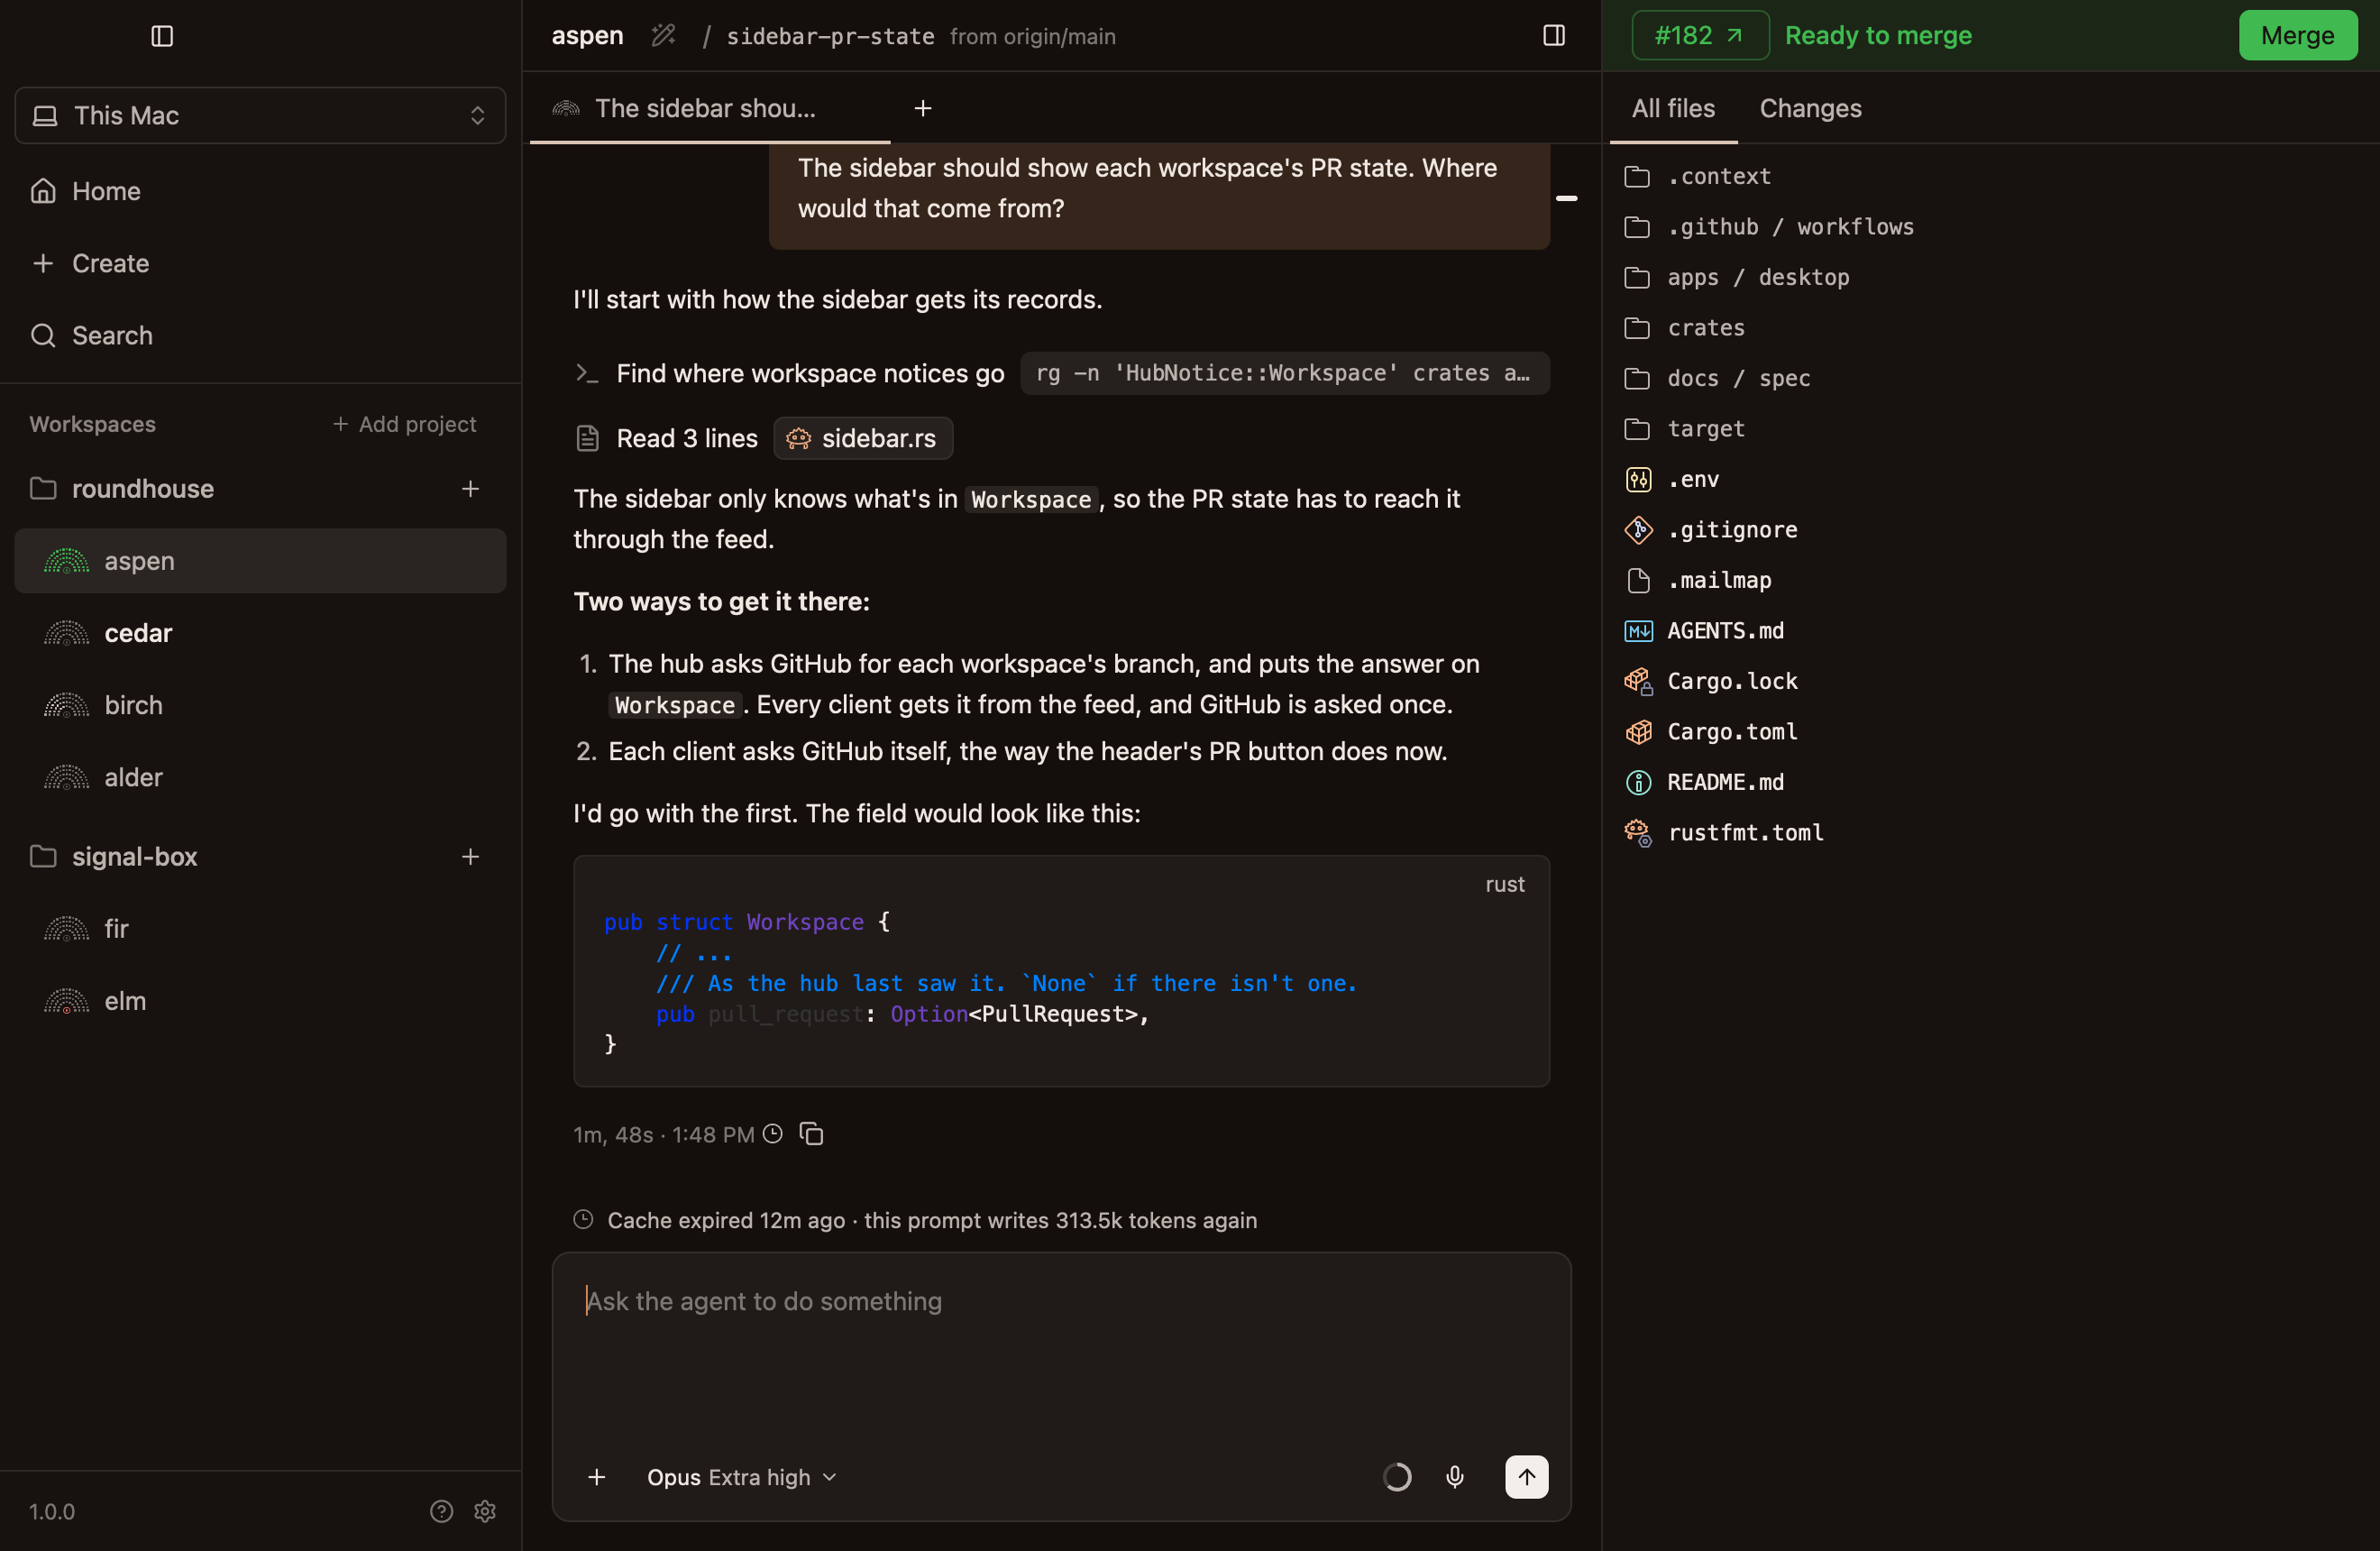 This Mac
Home
Create
Search
Workspaces
Add project
roundhouse
aspen
cedar
birch
alder
signal-box
fir
elm
1.0.0
aspen / sidebar-pr-state from origin/main
The sidebar shou...
The sidebar should show each workspace's PR state. Where
would that come from?
I'll start with how the sidebar gets its records.
Find where workspace notices go rg -n 'HubNotice::Workspace' crates a…
Read 3 lines sidebar.rs
The sidebar only knows what's in Workspace, so the PR state has to reach it
through the feed.
Two ways to get it there:
1. The hub asks GitHub for each workspace's branch, and puts the answer on
Workspace. Every client gets it from the feed, and GitHub is asked once.
2. Each client asks GitHub itself, the way the header's PR button does now.
I'd go with the first. The field would look like this:
rust
pub struct Workspace {
// ...
/// As the hub last saw it. `None` if there isn't one.
pub pull_request: Option<PullRequest>,
}
1m, 48s · 1:48 PM
Cache expired 12m ago · this prompt writes 313.5k tokens again
Ask the agent to do something
Opus Extra high
#182 Ready to merge
Merge
All files Changes
.context
.github / workflows
apps / desktop
crates
docs / spec
target
.env
.gitignore
.mailmap
AGENTS.md
Cargo.lock
Cargo.toml
README.md
rustfmt.toml